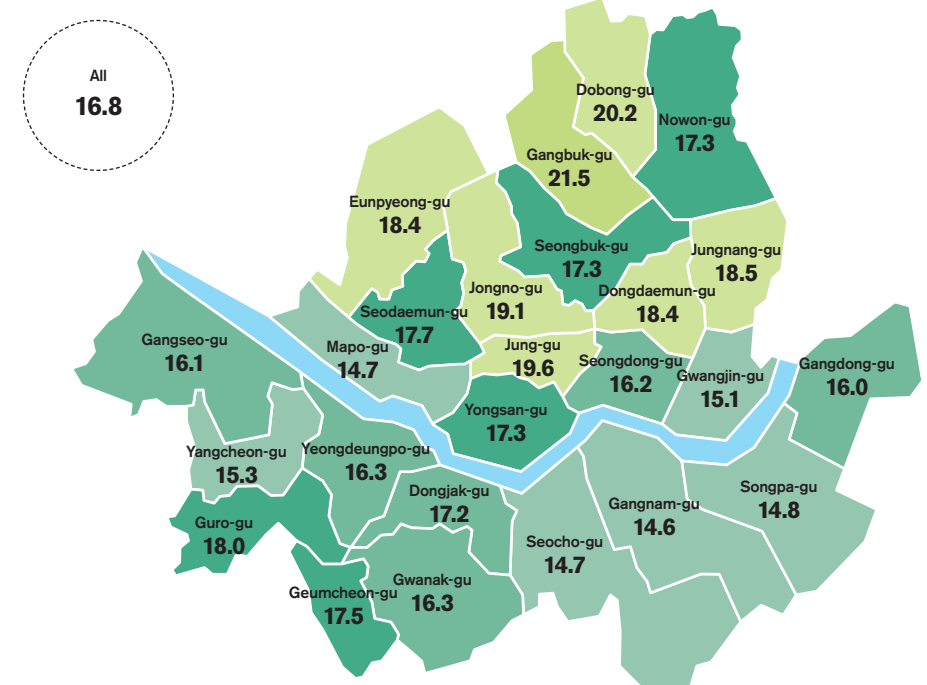 All
16.8
Dobong-gu
20.2
Nowon-gu
17.3
Gangbuk-gu
21.5
Eunpyeong-gu
18.4
Seongbuk-gu
17.3
Jungnang-gu
18.5
Jongno-gu
19.1
Dongdaemun-gu
18.4
Seodaemun-gu
17.7
Gangseo-gu
16.1
Mapo-gu
14.7
Jung-gu
19.6
Seongdong-gu
16.2
Gwangjin-gu
15.1
Gangdong-gu
16.0
Yongsan-gu
17.3
Yangcheon-gu
15.3
Yeongdeungpo-gu
16.3
Dongjak-gu
17.2
Songpa-gu
14.8
Gangnam-gu
14.6
Guro-gu
18.0
Seocho-gu
14.7
Geumcheon-gu
17.5
Gwanak-gu
16.3